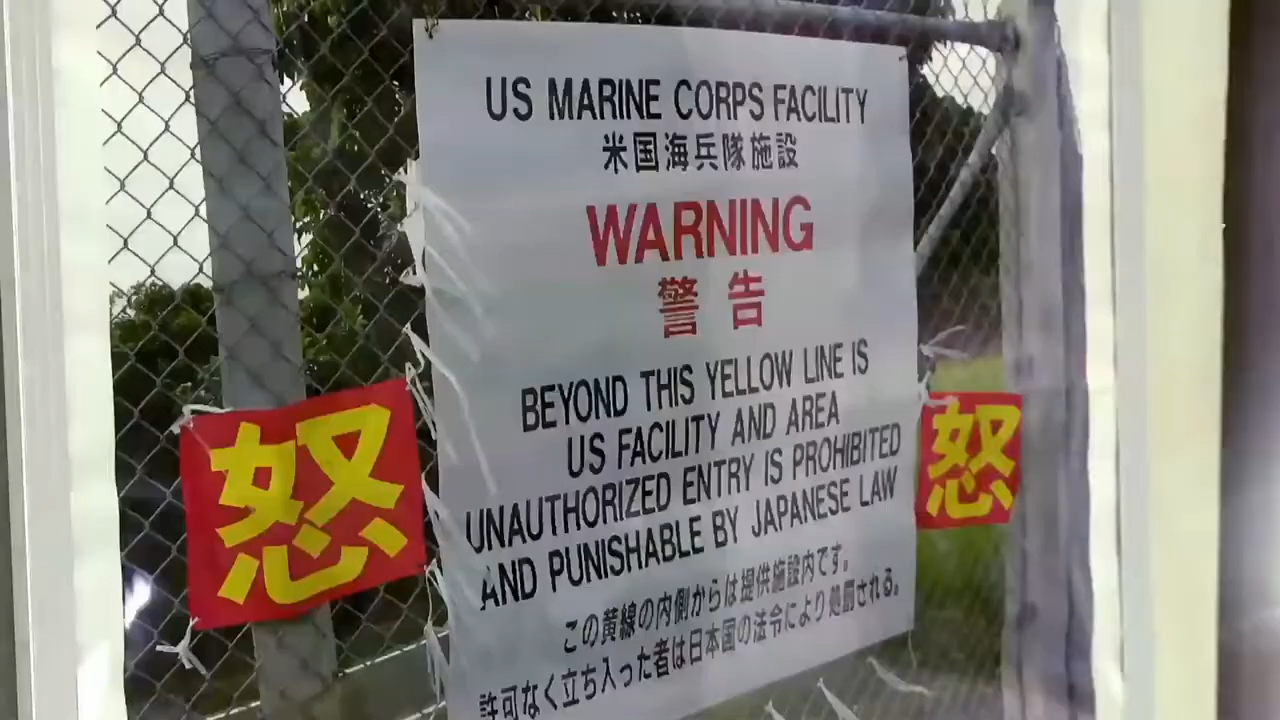 US MARINE CORPS FACILITY
米国海兵隊施設
WARNING
警告
BEYOND THIS YELLOW LINE IS
US FACILITY AND AREA
UNAUTHORIZED ENTRY IS PROHIBITED
AND PUNISHABLE BY JAPANESE LAW
この黄線の内側からは提供施設内です。
許可なく立ち入った者は日本国の法令により処罰される。
怒
怒